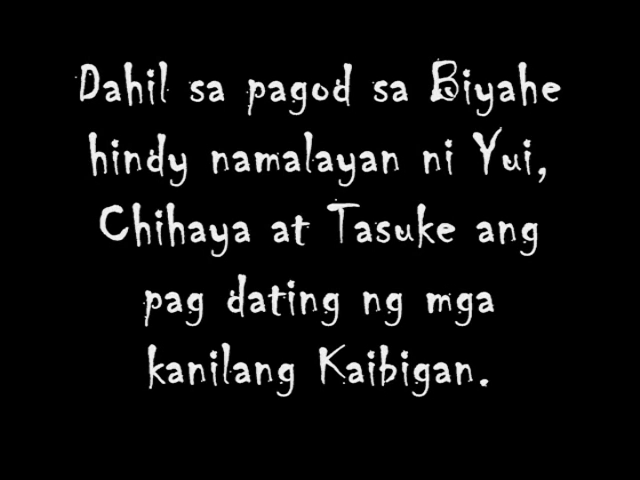 Dahil sa pagod sa Biyahe
hindy namalayan ni Yui,
Chihaya at Tasuke ang
pag dating ng mga
kanilang Kaibigan.